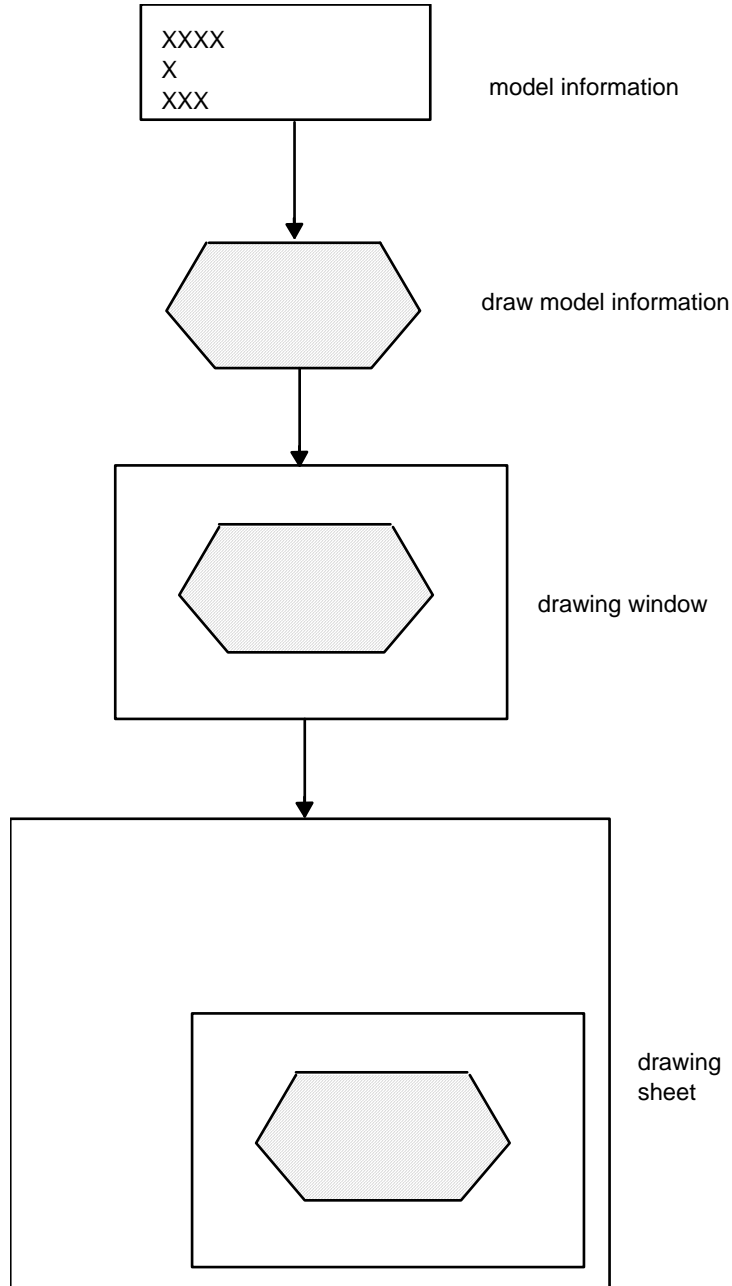 XXXX
X
XXX
model information
draw model information
drawing window
drawing
sheet